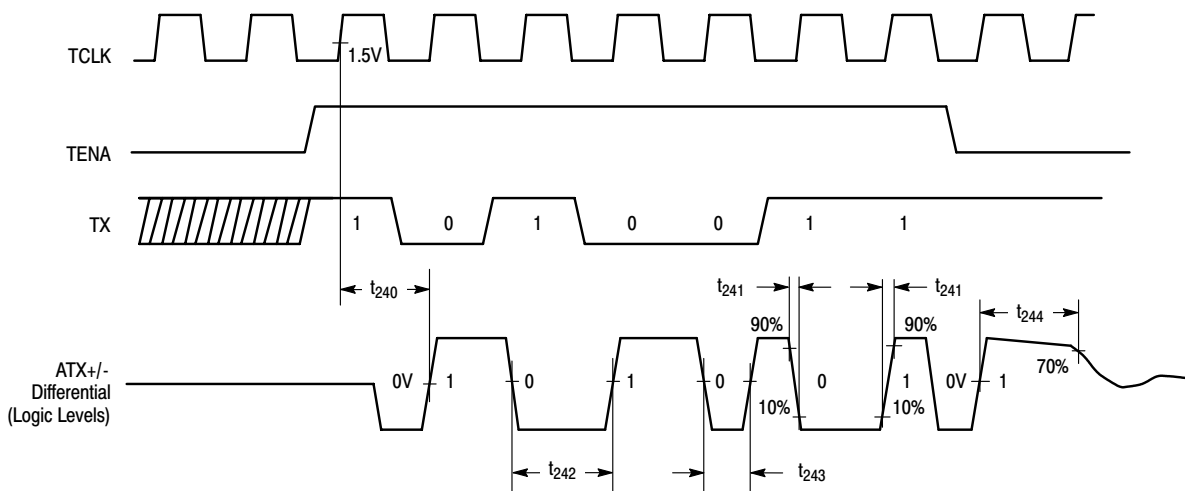 TCLK
1.5V
TENA
TX
1 0 1 0 0 1 1
t240
t241
t241
t244
90%
90%
70%
ATX+/-
Differential
(Logic Levels)
0V 1 0 1 0 0 1 0V 1
10%
10%
t242
t243